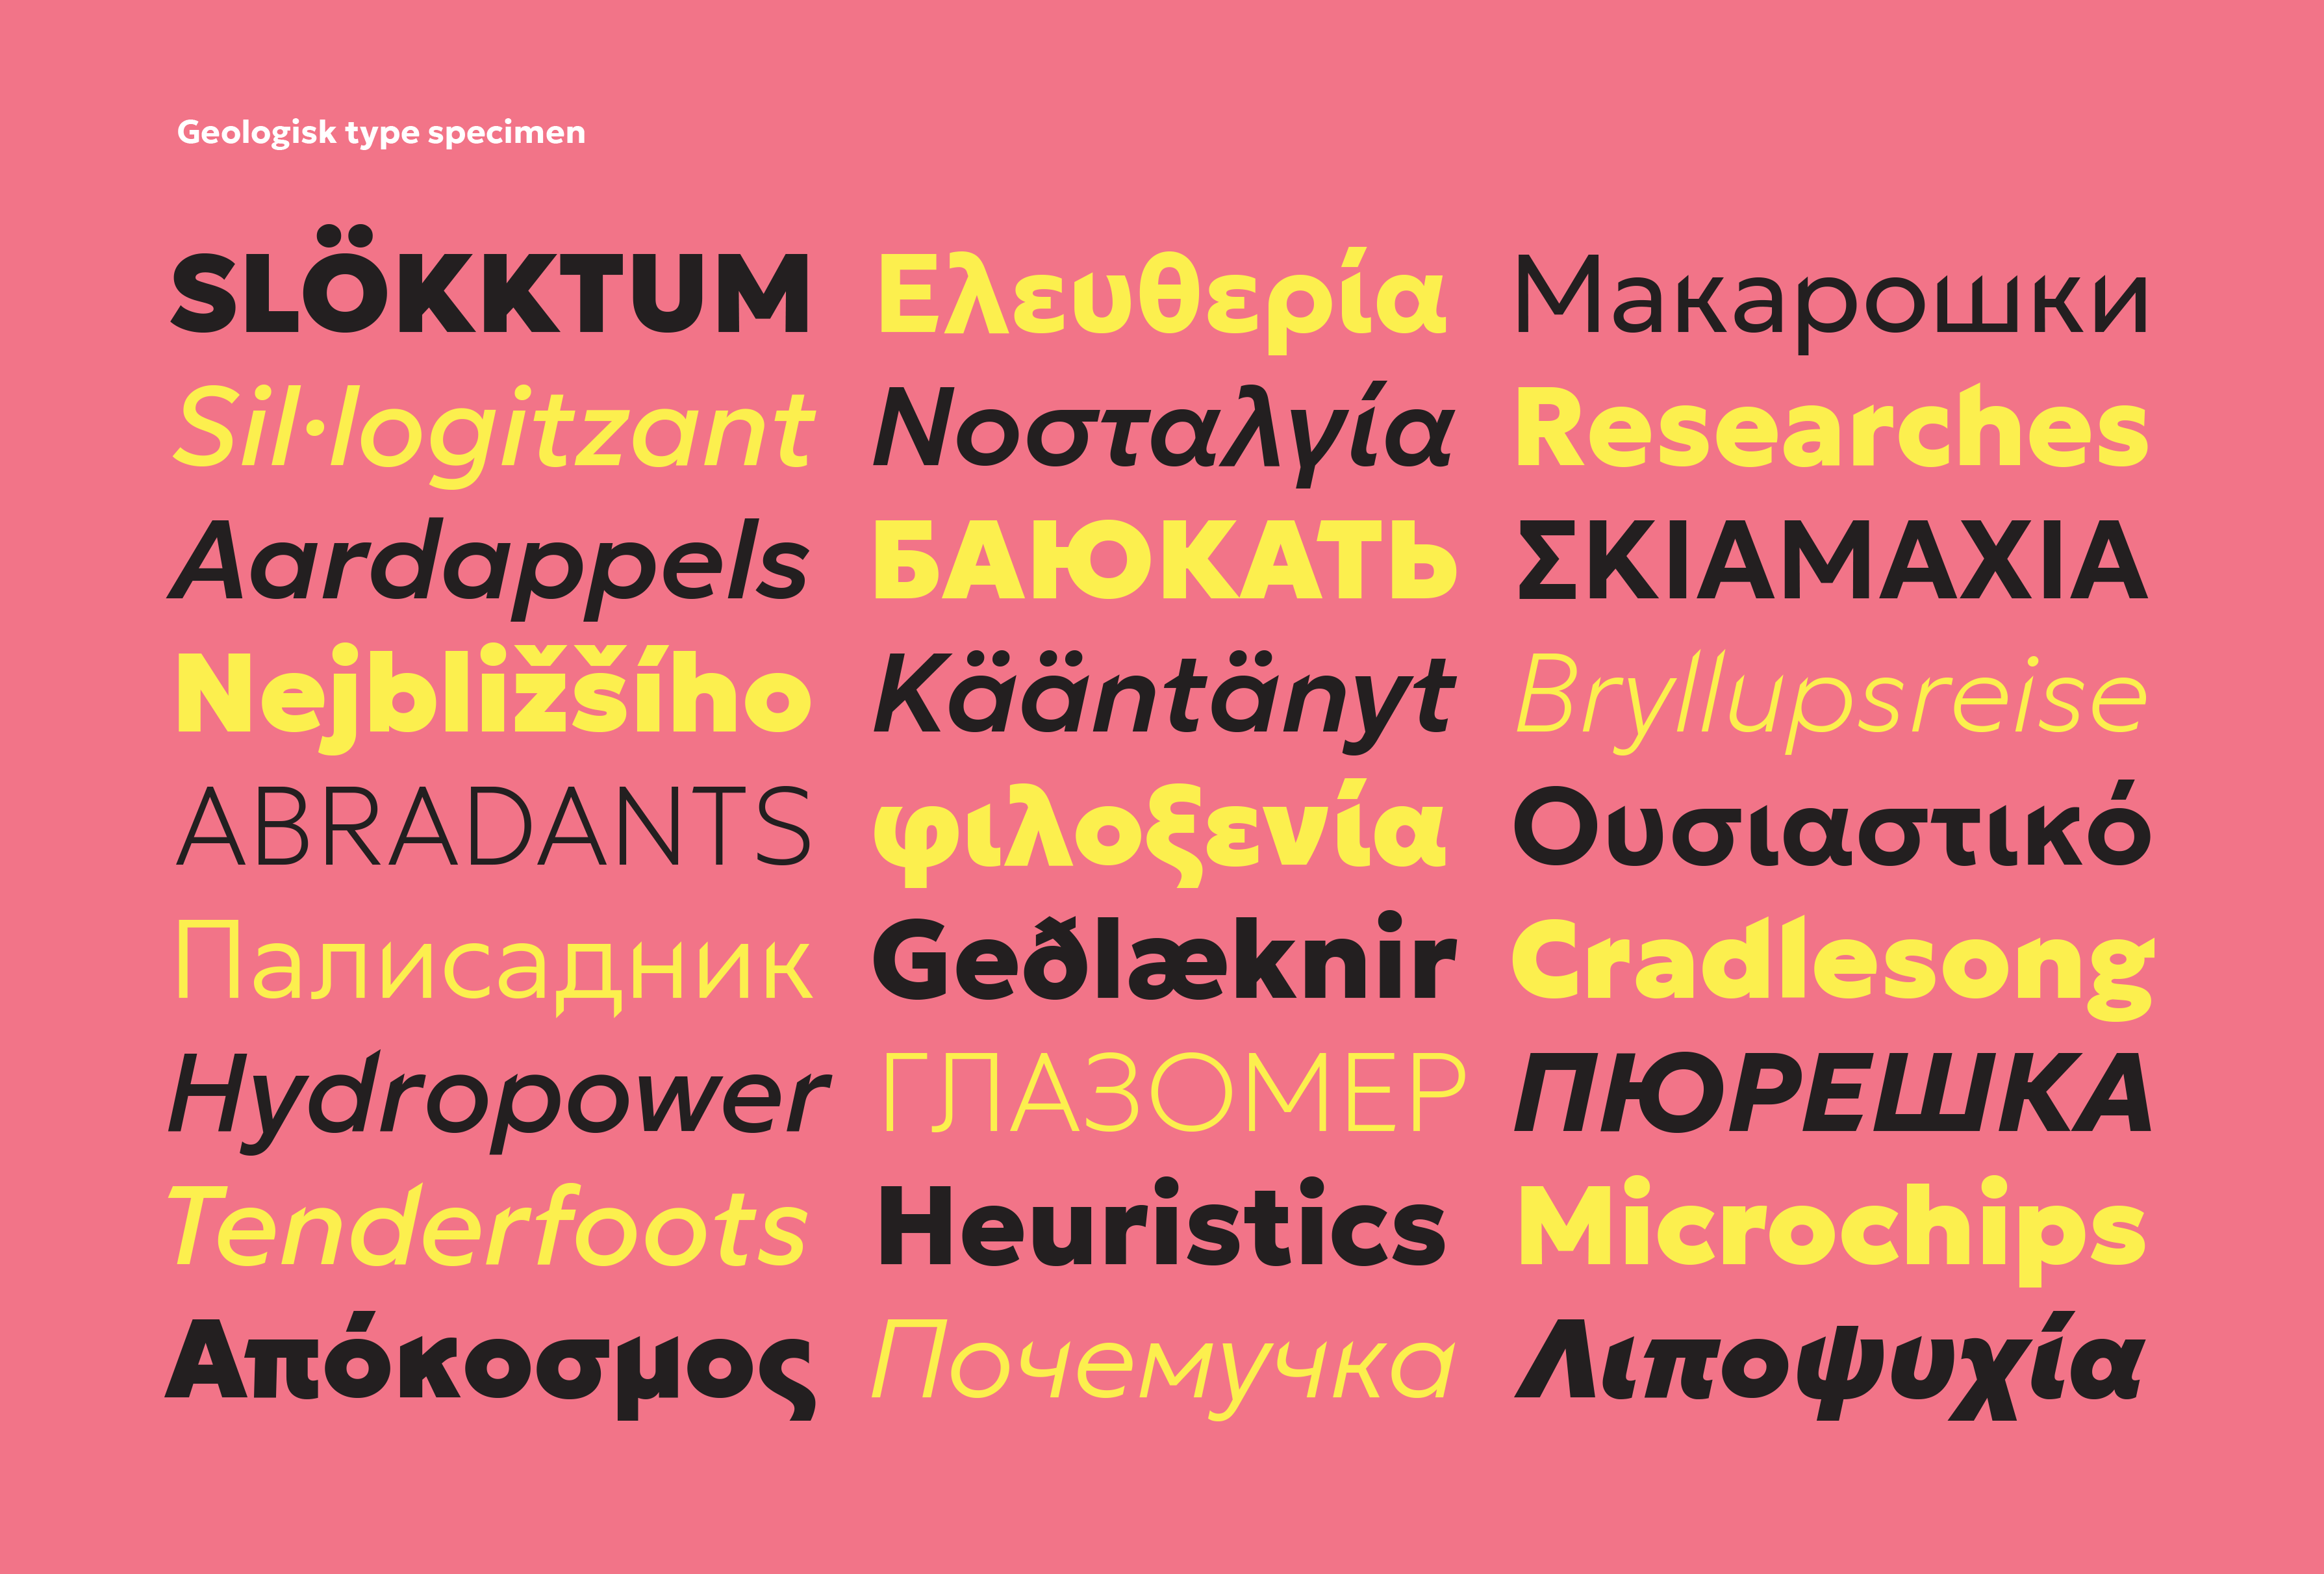 Geologisk type specimen
SLÖKKTUM
Sil·logitzant
Aardappels
Nejbližšího
ABRADANTS
Палисадник
Hydropower
Tenderfoots
Απόκοσμος
Ελευθερία
Νοσταλγία
БАЮКАТЬ
Kääntänyt
φιλοξενία
Geðlæknir
ГЛАЗОМЕР
Heuristics
Почемучка
Макарошки
Researches
ΣΚΙΑΜΑΧΙΑ
Bryllupsreise
Ουσιαστικό
Cradlesong
ПЮРЕШКА
Microchips
Λιποψυχία